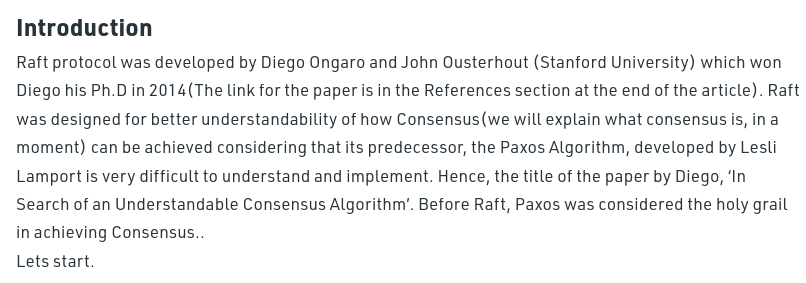 Introduction
Raft protocol was developed by Diego Ongaro and John Ousterhout (Stanford University) which won
Diego his Ph.D in 2014(The link for the paper is in the References section at the end of the article). Raft
was designed for better understandability of how Consensus(we will explain what consensus is, in a
moment) can be achieved considering that its predecessor, the Paxos Algorithm, developed by Lesli
Lamport is very difficult to understand and implement. Hence, the title of the paper by Diego, ‘In
Search of an Understandable Consensus Algorithm’. Before Raft, Paxos was considered the holy grail
in achieving Consensus..
Lets start.